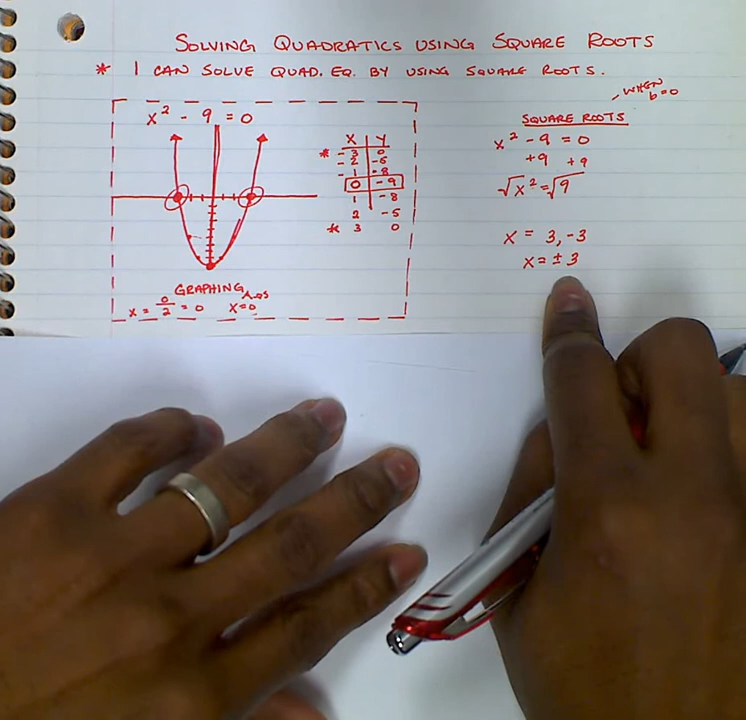 SOLVING QUADRATICS USING SQUARE ROOTS
* I CAN SOLVE QUAD. EQ. BY USING SQUARE ROOTS.
x² - 9 = 0
X Y
* -3 0
-2 -5
-1 -8
0 -9
1 -8
2 -5
* 3 0
GRAPHING
x = 0/2 = 0 x=0
- WHEN b=0
SQUARE ROOTS
x² - 9 = 0
+9 +9
√x² = √9
x = 3, -3
x = ± 3